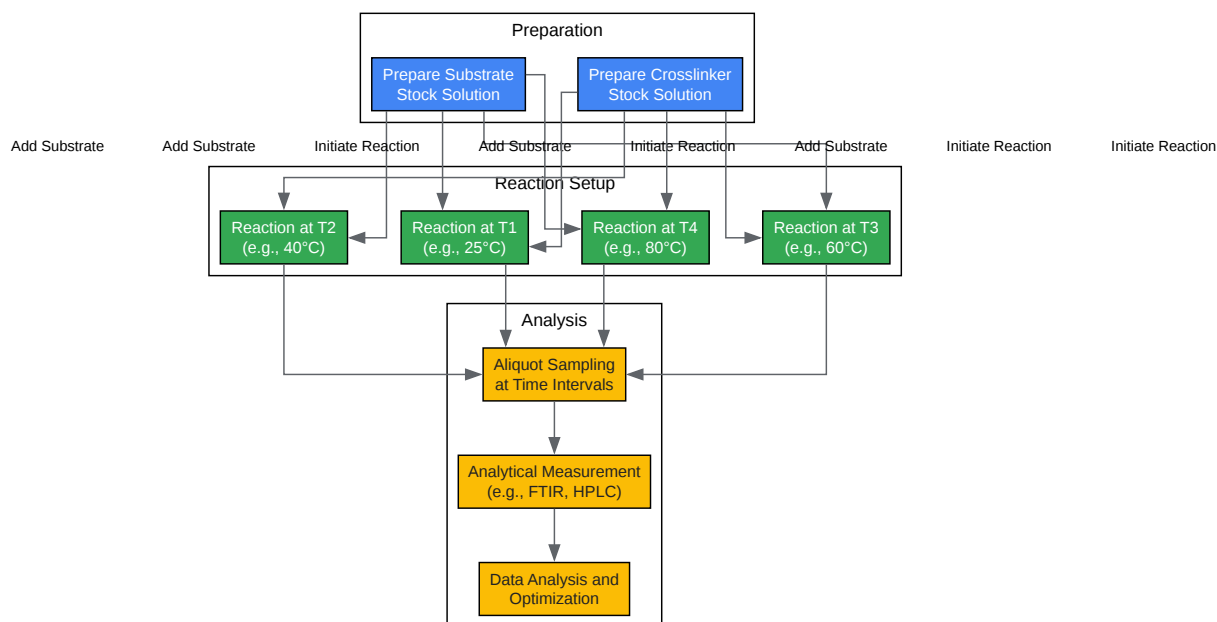 Preparation
Prepare Substrate
Stock Solution
Prepare Crosslinker
Stock Solution
Add Substrate
Add Substrate
Initiate Reaction
Add Substrate
Initiate Reaction
Add Substrate
Initiate Reaction
Initiate Reaction
Reaction Setup
Reaction at T2
(e.g., 40°C)
Reaction at T1
(e.g., 25°C)
Reaction at T4
(e.g., 80°C)
Reaction at T3
(e.g., 60°C)
Analysis
Aliquot Sampling
at Time Intervals
Analytical Measurement
(e.g., FTIR, HPLC)
Data Analysis and
Optimization